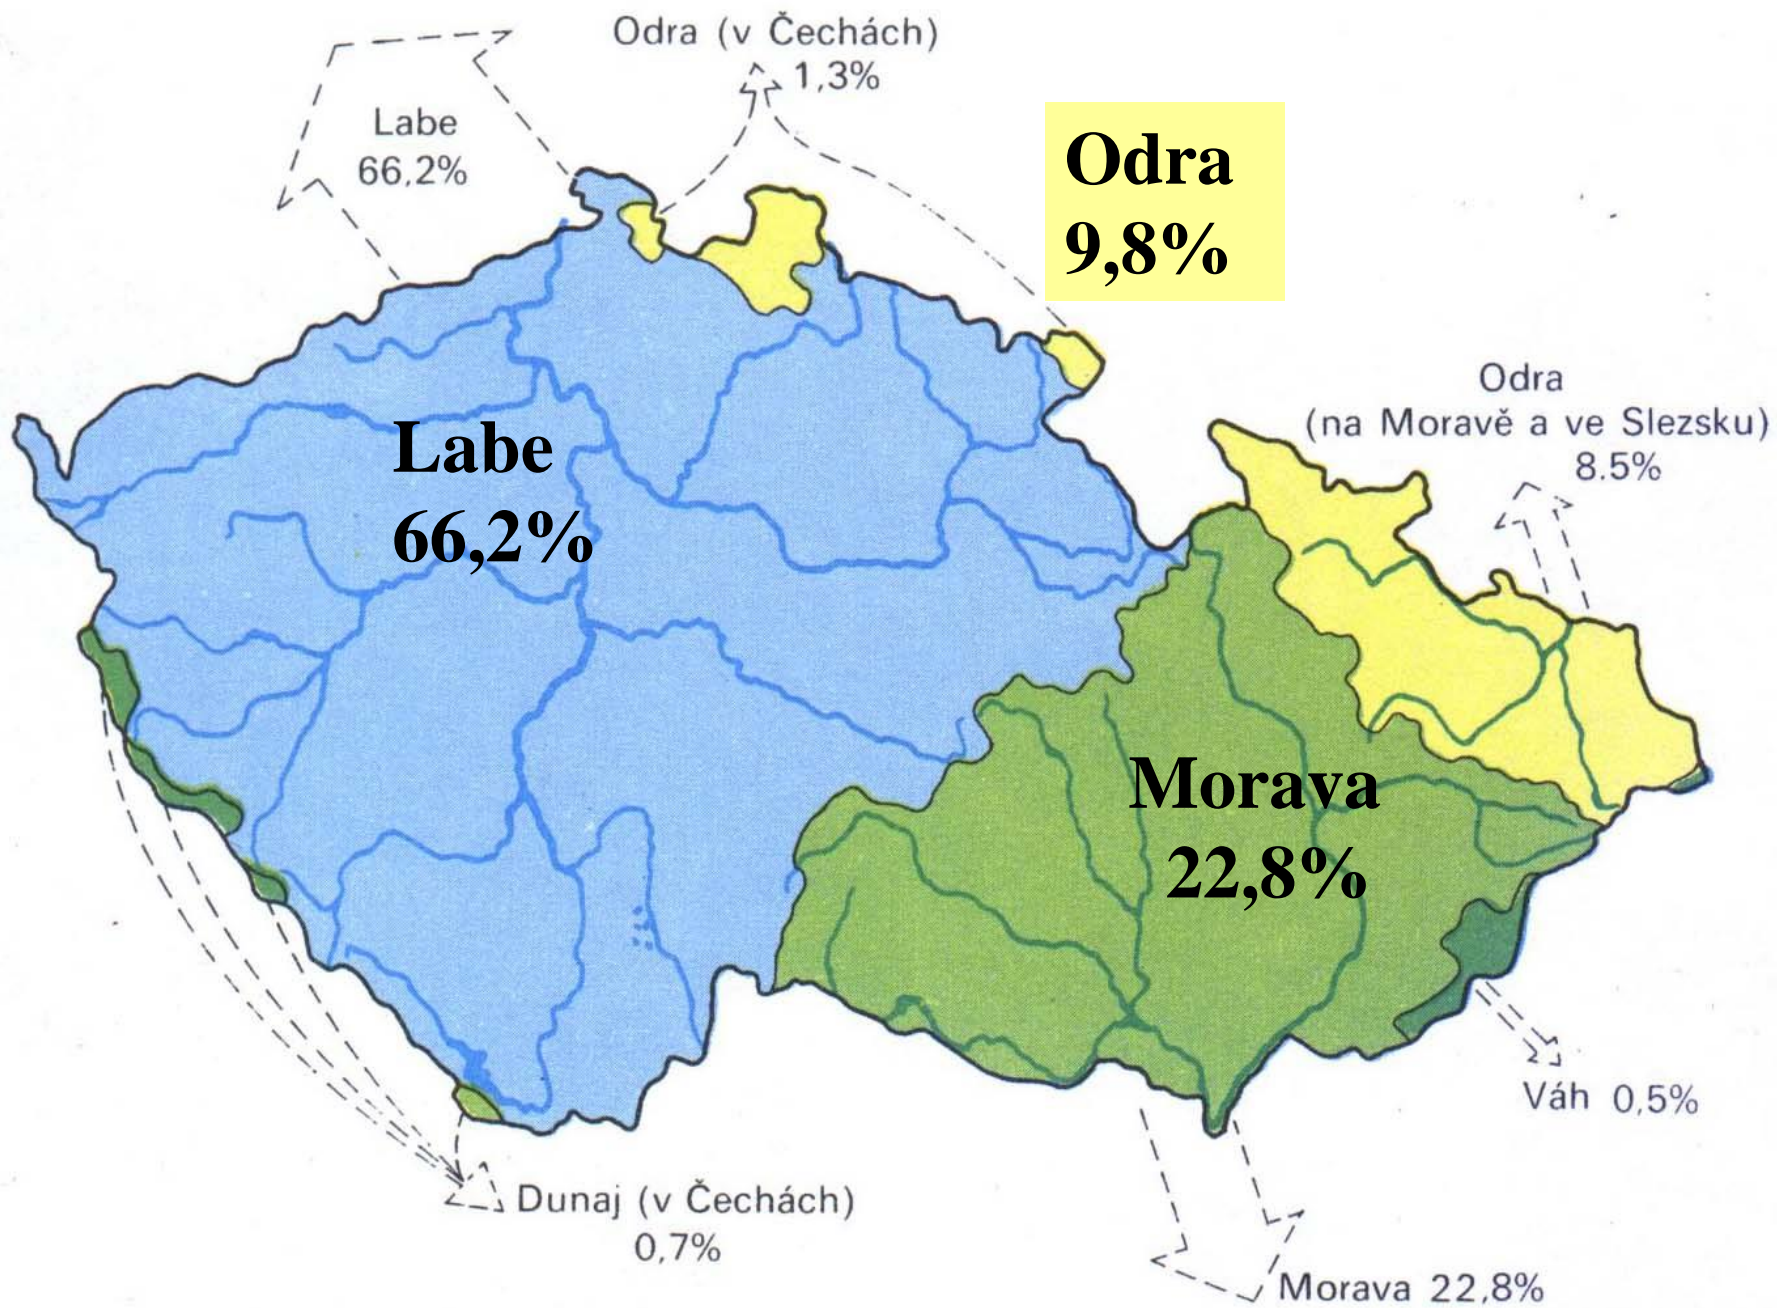 Odra (v Čechách)
1,3%
Labe
66,2%
Odra
9,8%
Odra
(na Moravě a ve Slezsku)
8.5%
Labe
66,2%
Morava
22,8%
Váh 0,5%
Dunaj (v Čechách)
0,7%
Morava 22,8%